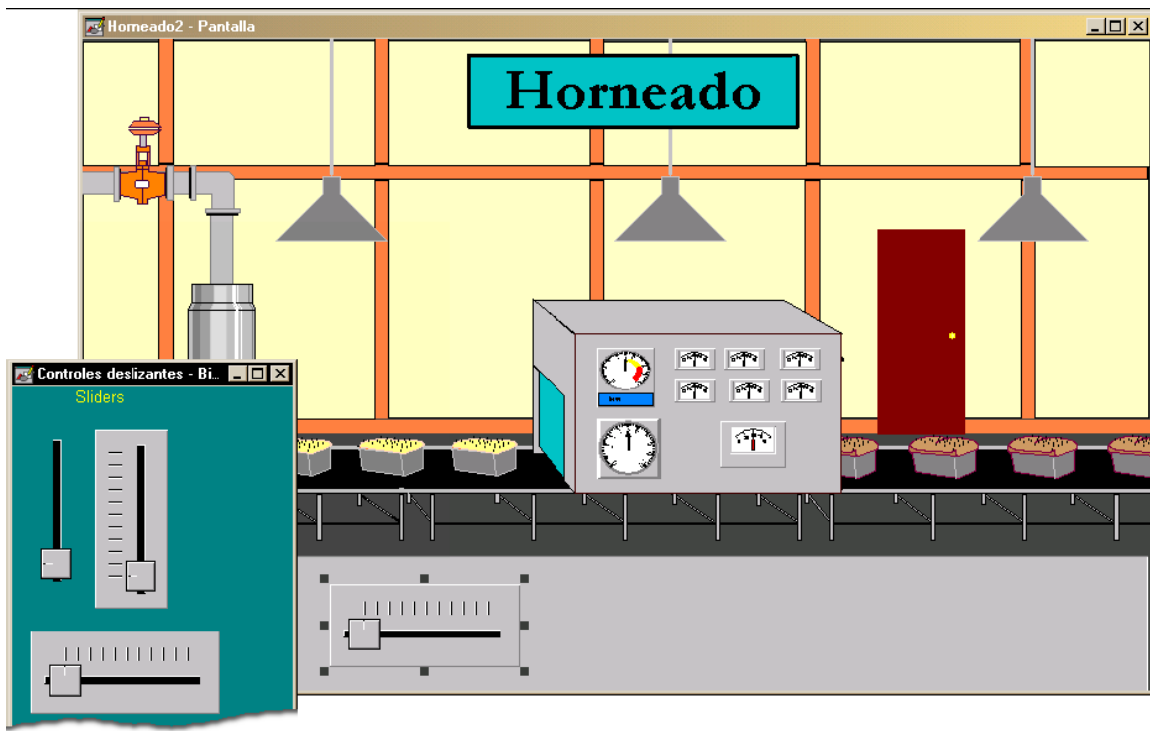 Horneado2 - Pantalla
Horneado
Controles deslizantes - Bi...
Sliders